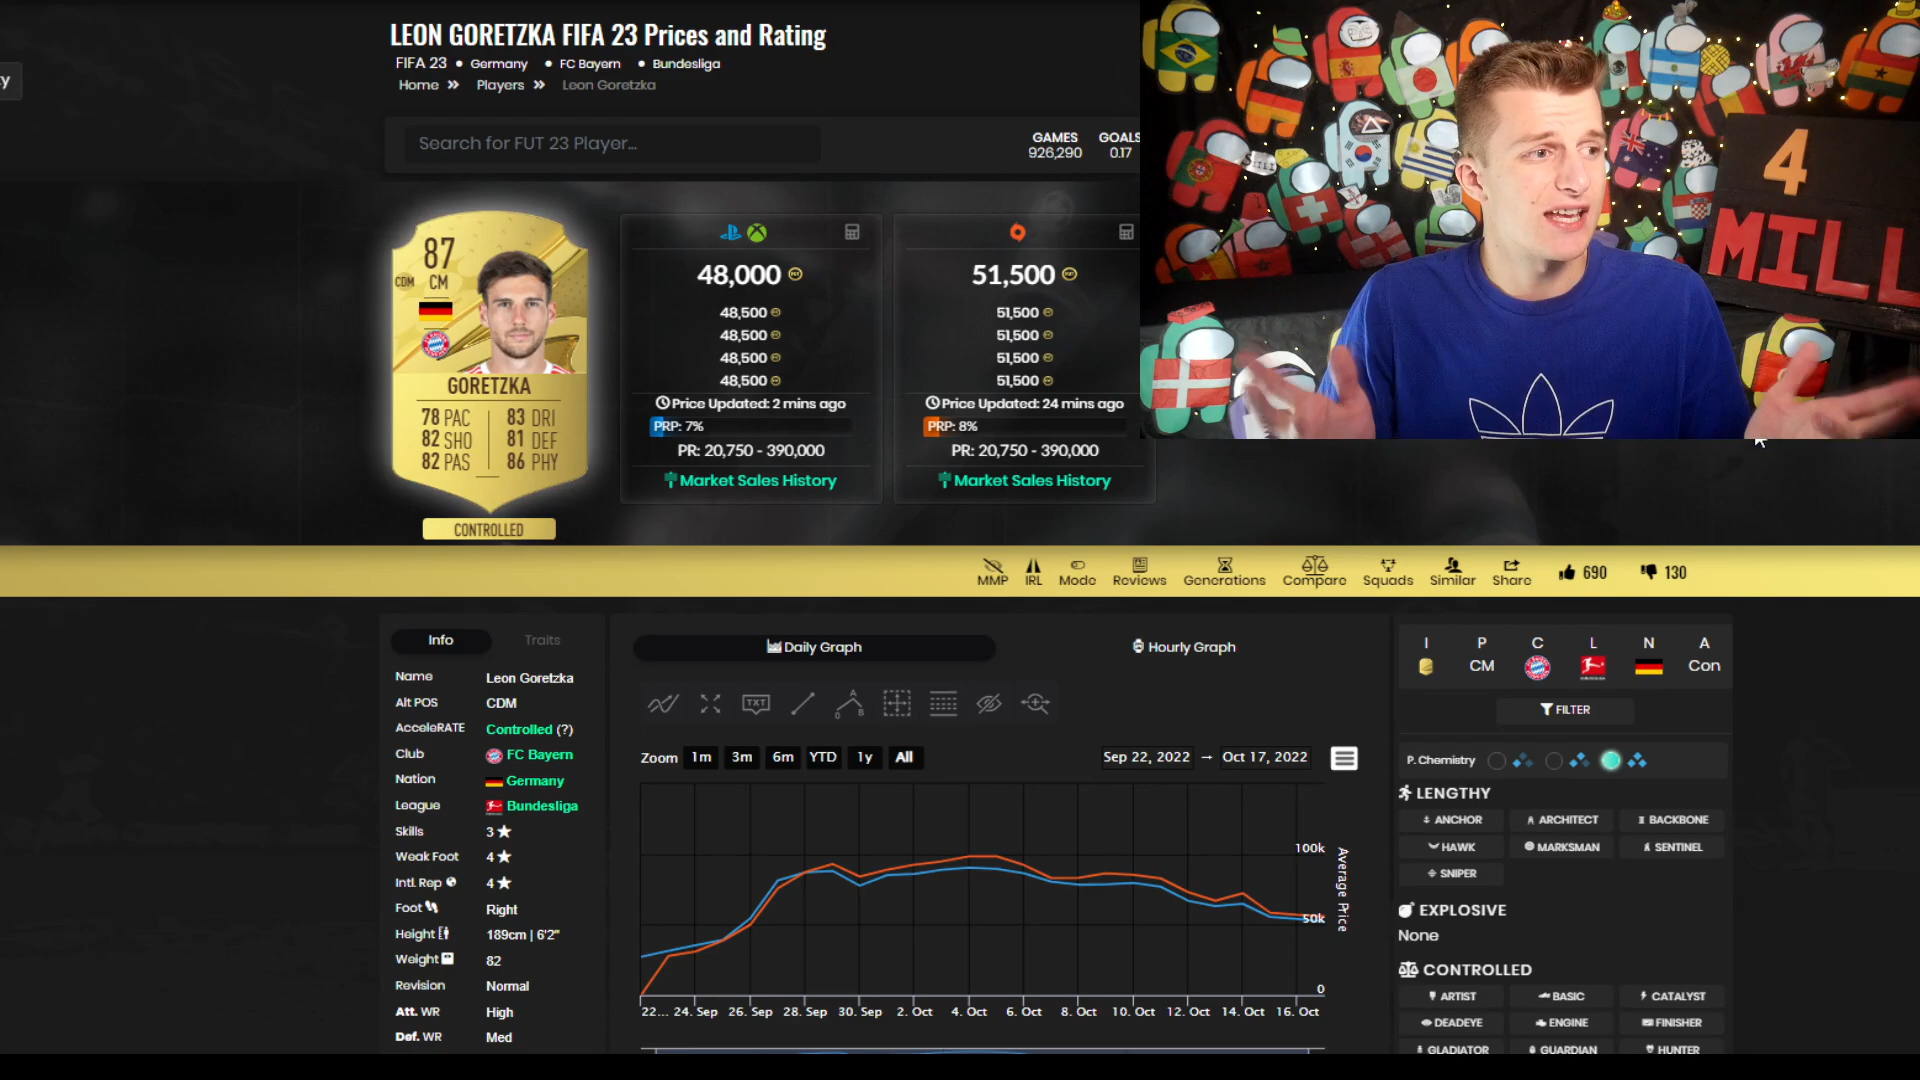 LEON GORETZKA FIFA 23 Prices and Rating
FIFA 23 • Germany • FC Bayern • Bundesliga
y
Home » Players » Leon Goretzka
Search for FUT 23 Player...
GAMES GOALS
926,290 0.17
4
MILL
87
CM
CDM
GORETZKA
78 PAC 83 DRI
82 SHO 81 DEF
82 PAS 86 PHY
CONTROLLED
48,000
48,500
48,500
48,500
48,500
Price Updated: 2 mins ago
PRP: 7%
PR: 20,750 - 390,000
Market Sales History
51,500
51,500
51,500
51,500
51,500
Price Updated: 24 mins ago
PRP: 8%
PR: 20,750 - 390,000
Market Sales History
MMP IRL Mode Reviews Generations Compare Squads Similar Share 690 130
Info Traits
Name Leon Goretzka
Alt POS CDM
AcceleRATE Controlled (?)
Club FC Bayern
Nation Germany
League Bundesliga
Skills 3
Weak Foot 4
Intl. Rep 4
Foot Right
Height 189cm | 6'2"
Weight 82
Revision Normal
Att. WR High
Def. WR Med
Daily Graph Hourly Graph
TXT A 0 B
Zoom 1m 3m 6m YTD 1y All Sep 22, 2022 → Oct 17, 2022
100k
50k
0
Average Price
22... 24. Sep 26. Sep 28. Sep 30. Sep 2. Oct 4. Oct 6. Oct 8. Oct 10. Oct 12. Oct 14. Oct 16. Oct
I P C L N A
CM Con
FILTER
P. Chemistry
LENGTHY
ANCHOR ARCHITECT BACKBONE
HAWK MARKSMAN SENTINEL
SNIPER
EXPLOSIVE
None
CONTROLLED
ARTIST BASIC CATALYST
DEADEYE ENGINE FINISHER
GLADIATOR GUARDIAN HUNTER